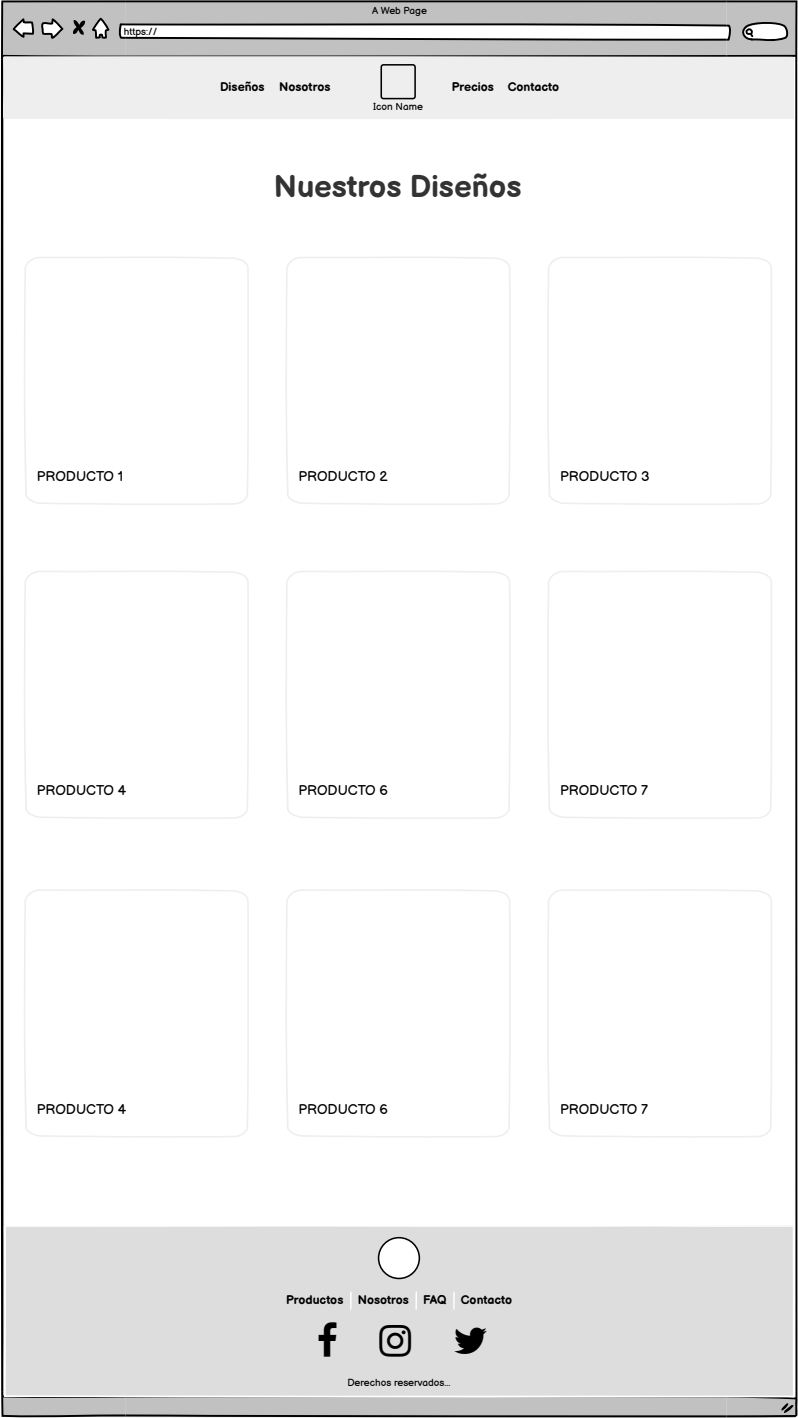 A Web Page
https://
Diseños Nosotros Precios Contacto
Icon Name
Nuestros Diseños
PRODUCTO 1 PRODUCTO 2 PRODUCTO 3
PRODUCTO 4 PRODUCTO 6 PRODUCTO 7
PRODUCTO 4 PRODUCTO 6 PRODUCTO 7
Productos Nosotros FAQ Contacto
Derechos reservados...